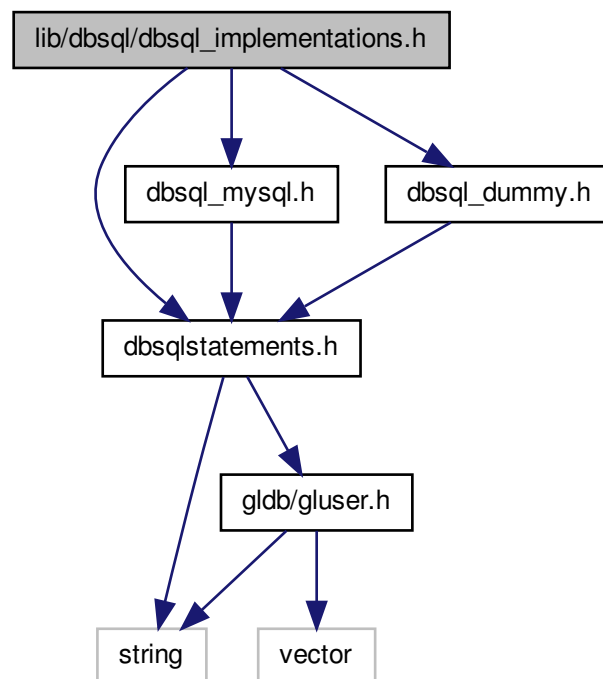 lib/dbsql/dbsql_implementations.h
dbsql_mysql.h
dbsql_dummy.h
dbsqlstatements.h
gldb/gluser.h
string
vector